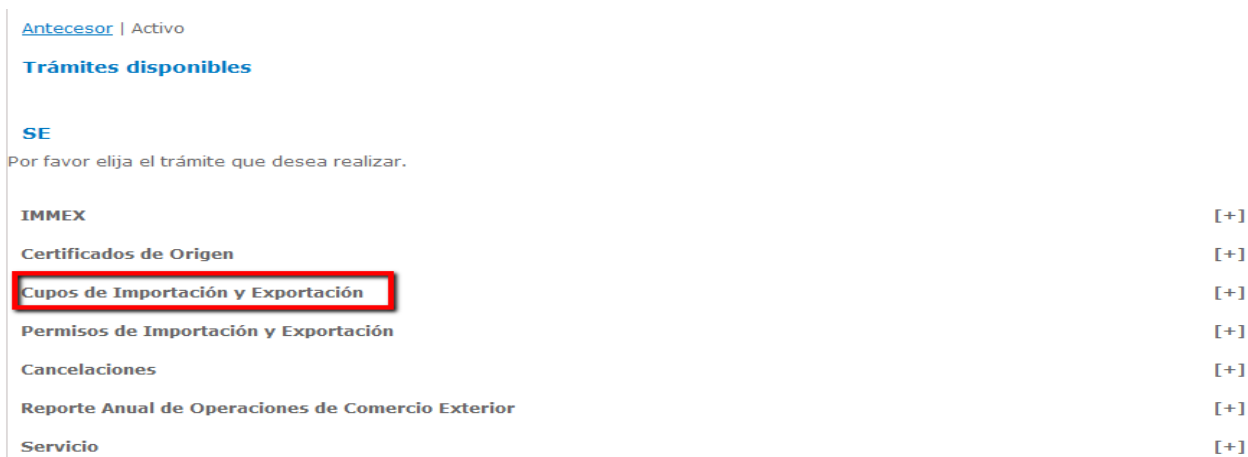 Antecesor | Activo
Trámites disponibles
SE
Por favor elija el trámite que desea realizar.
IMMEX [+]
Certificados de Origen [+]
Cupos de Importación y Exportación [+]
Permisos de Importación y Exportación [+]
Cancelaciones [+]
Reporte Anual de Operaciones de Comercio Exterior [+]
Servicio [+]